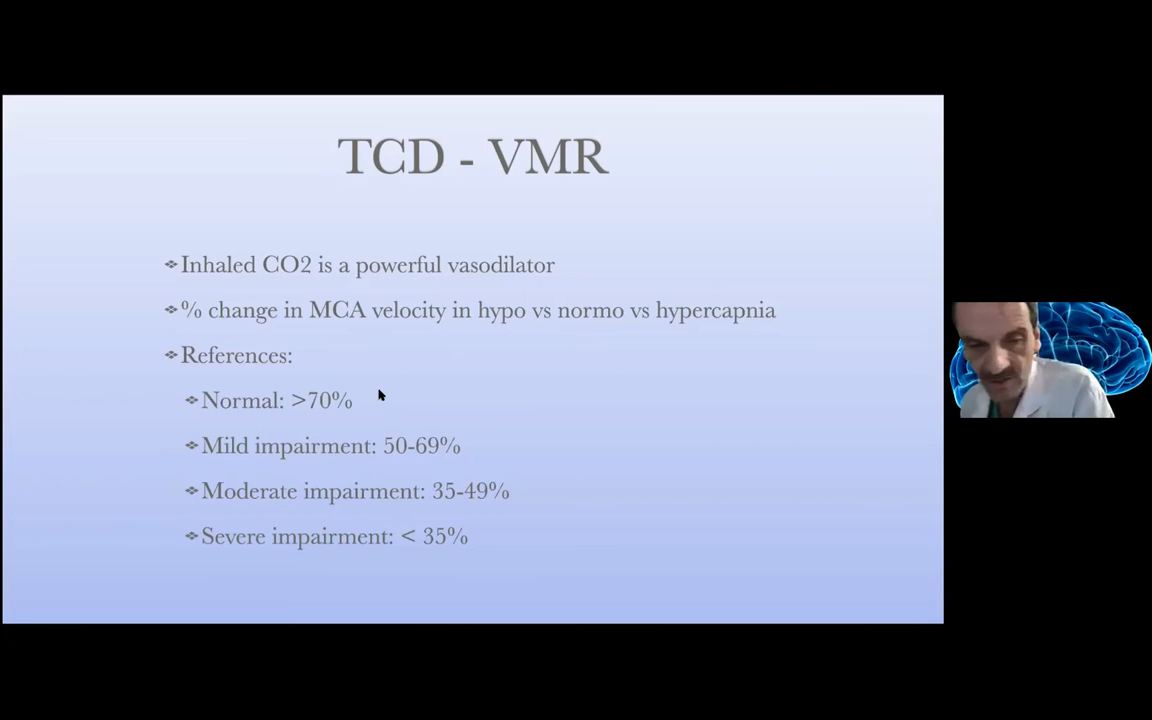 TCD - VMR
Inhaled CO2 is a powerful vasodilator
% change in MCA velocity in hypo vs normo vs hypercapnia
References:
Normal: >70%
Mild impairment: 50-69%
Moderate impairment: 35-49%
Severe impairment: < 35%